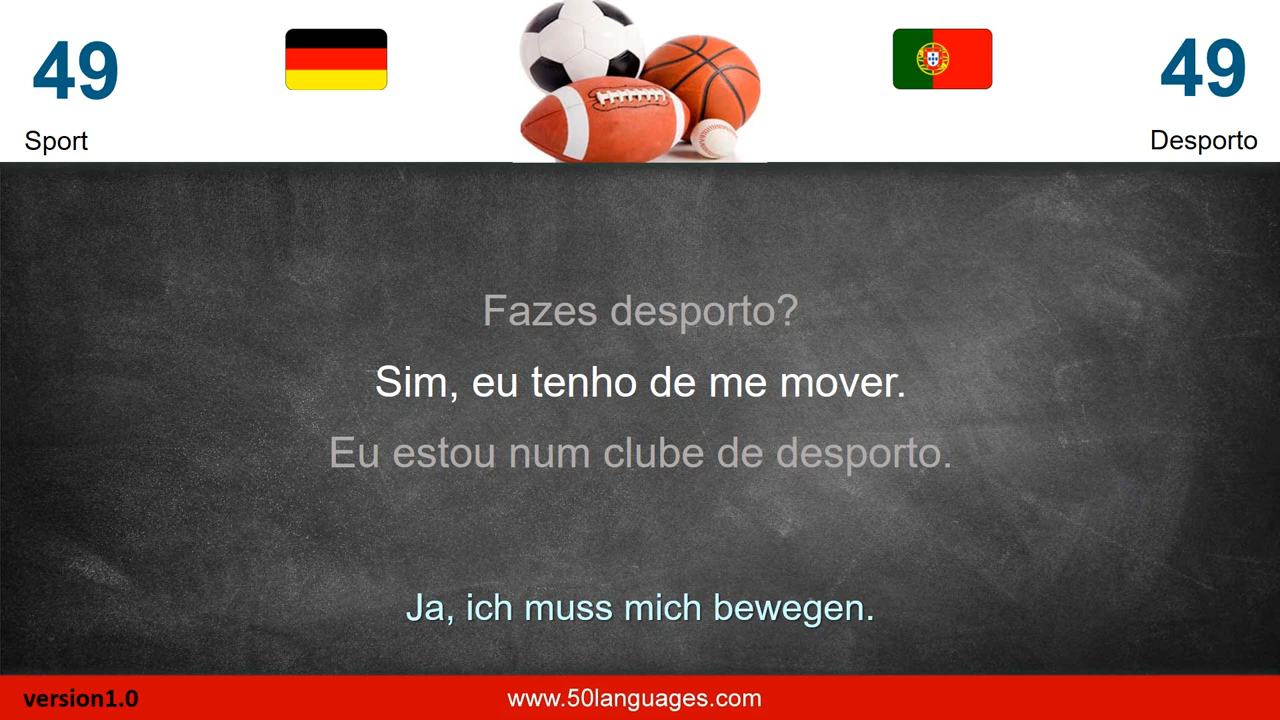 49
49
Sport
Desporto
Fazes desporto?
Sim, eu tenho de me mover.
Eu estou num clube de desporto.
Ja, ich muss mich bewegen.
version1.0
www.50languages.com